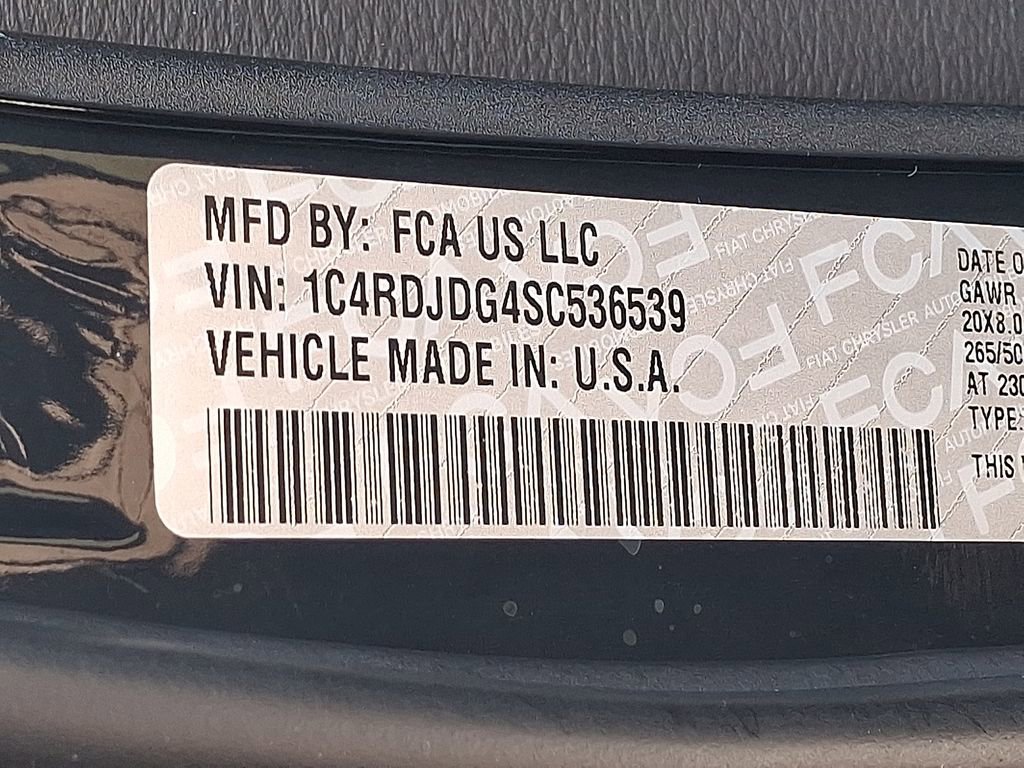 MFD BY: FCA US LLC
VIN: 1C4RDJDG4SC536539
VEHICLE MADE IN: U.S.A.
DATE O
GAWR
20X8.0
265/50
AT 230
TYPE:
THIS